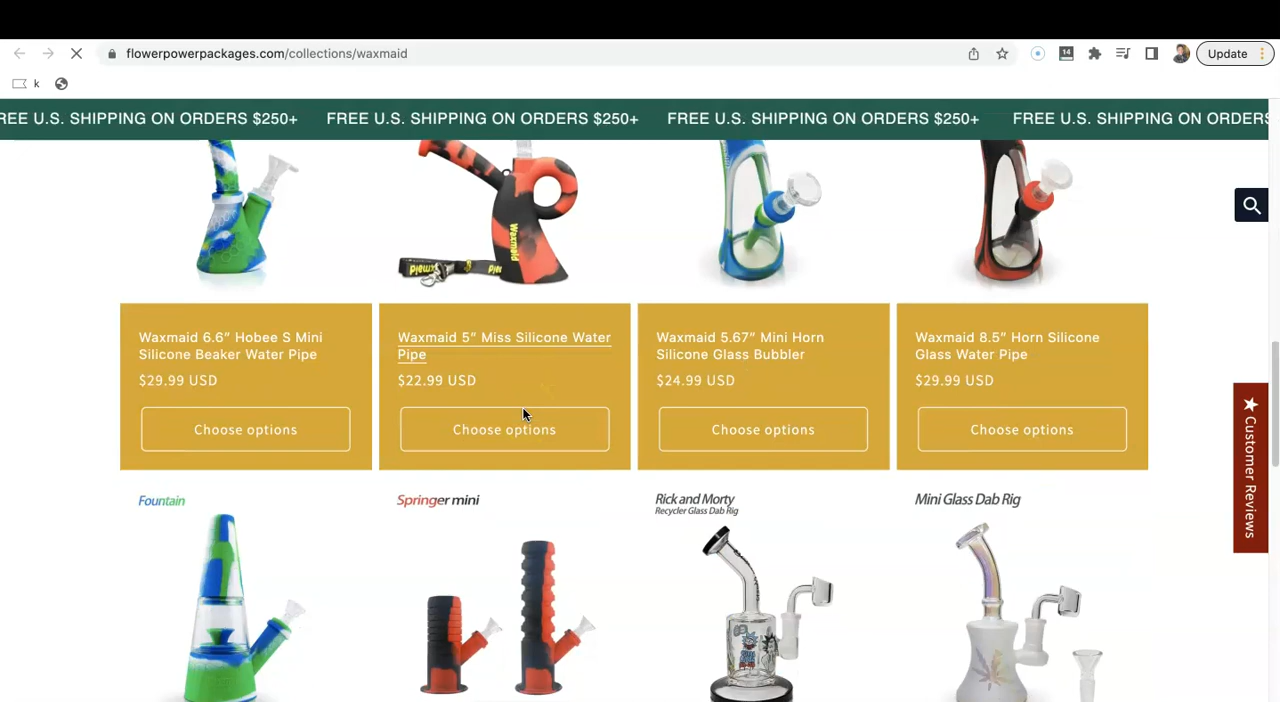 flowerpowerpackages.com/collections/waxmaid
14
Update
k
REE U.S. SHIPPING ON ORDERS $250+ FREE U.S. SHIPPING ON ORDERS $250+ FREE U.S. SHIPPING ON ORDERS $250+ FREE U.S. SHIPPING ON ORDERS
Waxmaid
Waxmaid 6.6” Hobee S Mini
Silicone Beaker Water Pipe
$29.99 USD
Choose options
Waxmaid 5” Miss Silicone Water
Pipe
$22.99 USD
Choose options
Waxmaid 5.67” Mini Horn
Silicone Glass Bubbler
$24.99 USD
Choose options
Waxmaid 8.5” Horn Silicone
Glass Water Pipe
$29.99 USD
Choose options
★ Customer Reviews
Fountain
Springer mini
Rick and Morty
Recycler Glass Dab Rig
Mini Glass Dab Rig